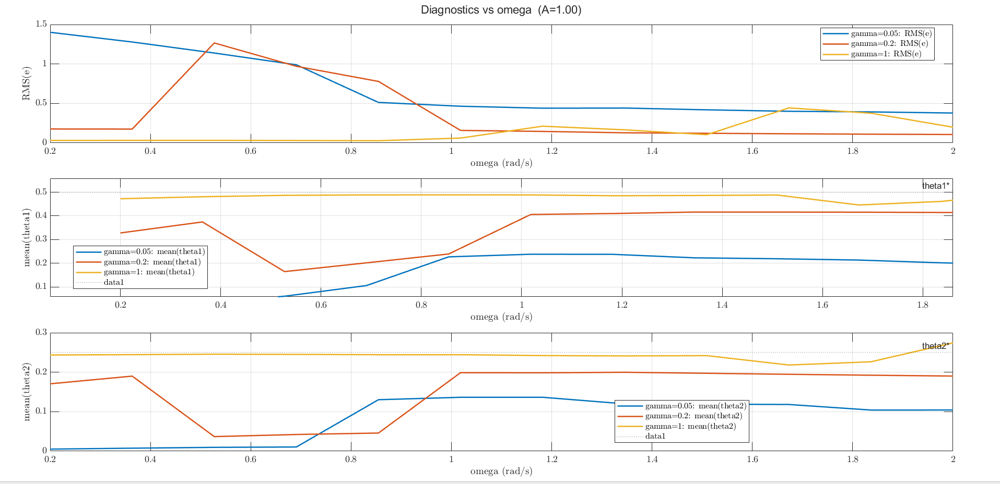 Diagnostics vs omega (A=1.00)
1.5
1
0.5
0
RMS(e)
gamma=0.05: RMS(e)
gamma=0.2: RMS(e)
gamma=1: RMS(e)
0.2 0.4 0.6 0.8 1 1.2 1.4 1.6 1.8 2
omega (rad/s)
theta1*
0.5
0.4
0.3
0.2
0.1
mean(theta1)
gamma=0.05: mean(theta1)
gamma=0.2: mean(theta1)
gamma=1: mean(theta1)
data1
0.2 0.4 0.6 0.8 1 1.2 1.4 1.6 1.8
omega (rad/s)
0.3
0.2
0.1
0
mean(theta2)
theta2*
gamma=0.05: mean(theta2)
gamma=0.2: mean(theta2)
gamma=1: mean(theta2)
data1
0.2 0.4 0.6 0.8 1 1.2 1.4 1.6 1.8 2
omega (rad/s)